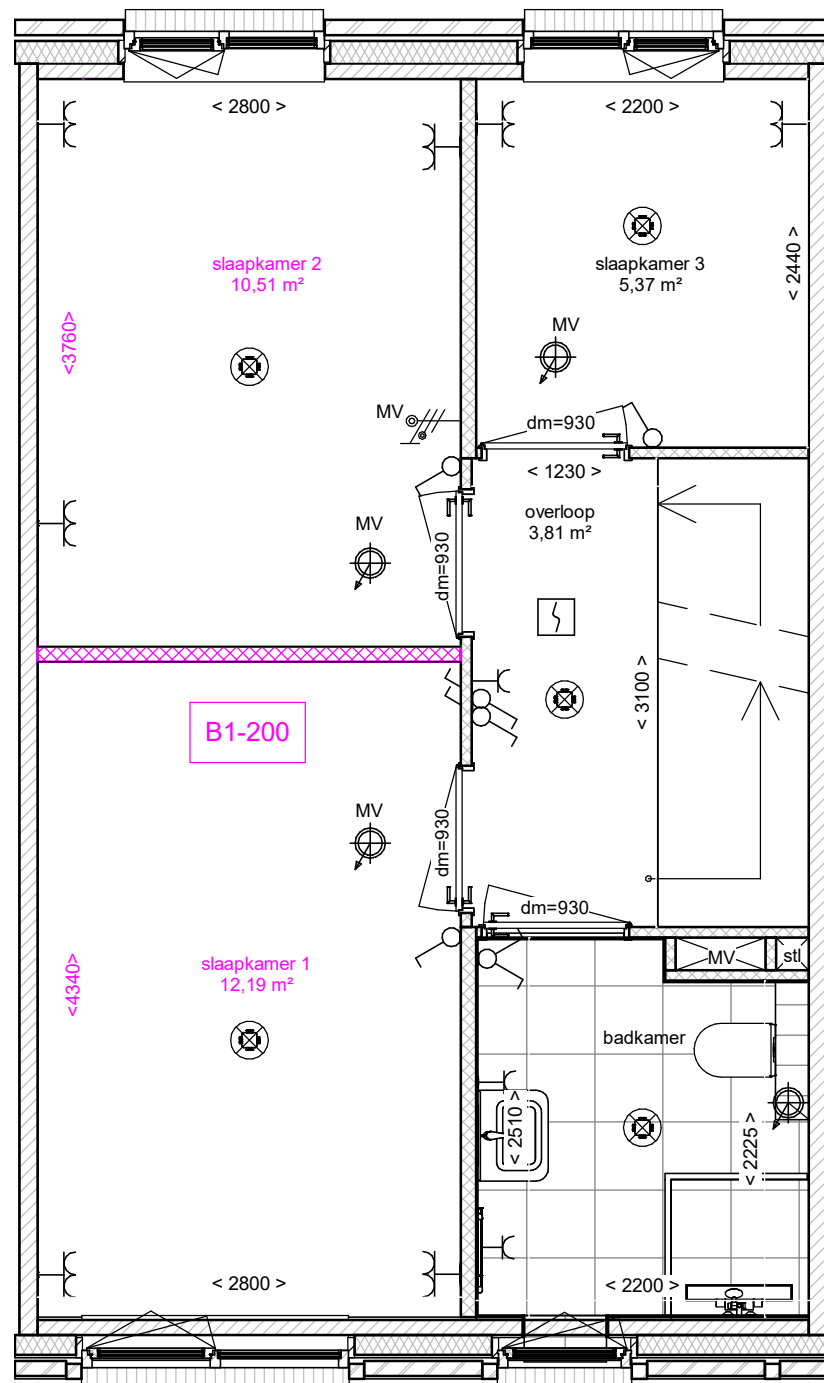 < 2800 >
< 2200 >
slaapkamer 2
10,51 m²
slaapkamer 3
5,37 m²
< 2440 >
<3760>
MV
MV
dm=930
< 1230 >
overloop
3,81 m²
MV
dm=930
< 3100 >
B1-200
MV
dm=930
dm=930
slaapkamer 1
12,19 m²
<4340>
MV
stl
badkamer
< 2510 >
< 2225 >
< 2800 >
< 2200 >